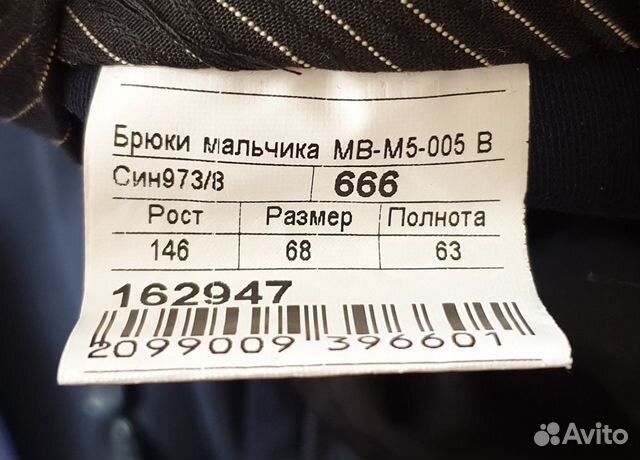 Брюки мальчика МВ-М5-005 В
Син973/8 666
Рост Размер Полнота
146 68 63
162947
2099009 396601
Avito